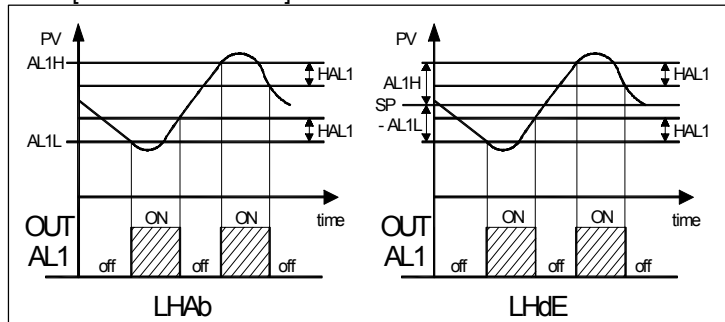 PV
AL1H
HAL1
HAL1
AL1L
time
OUT
AL1
off
ON
off
ON
off
LHAb
PV
AL1H
SP
- AL1L
HAL1
HAL1
time
OUT
AL1
off
ON
off
ON
off
LHdE